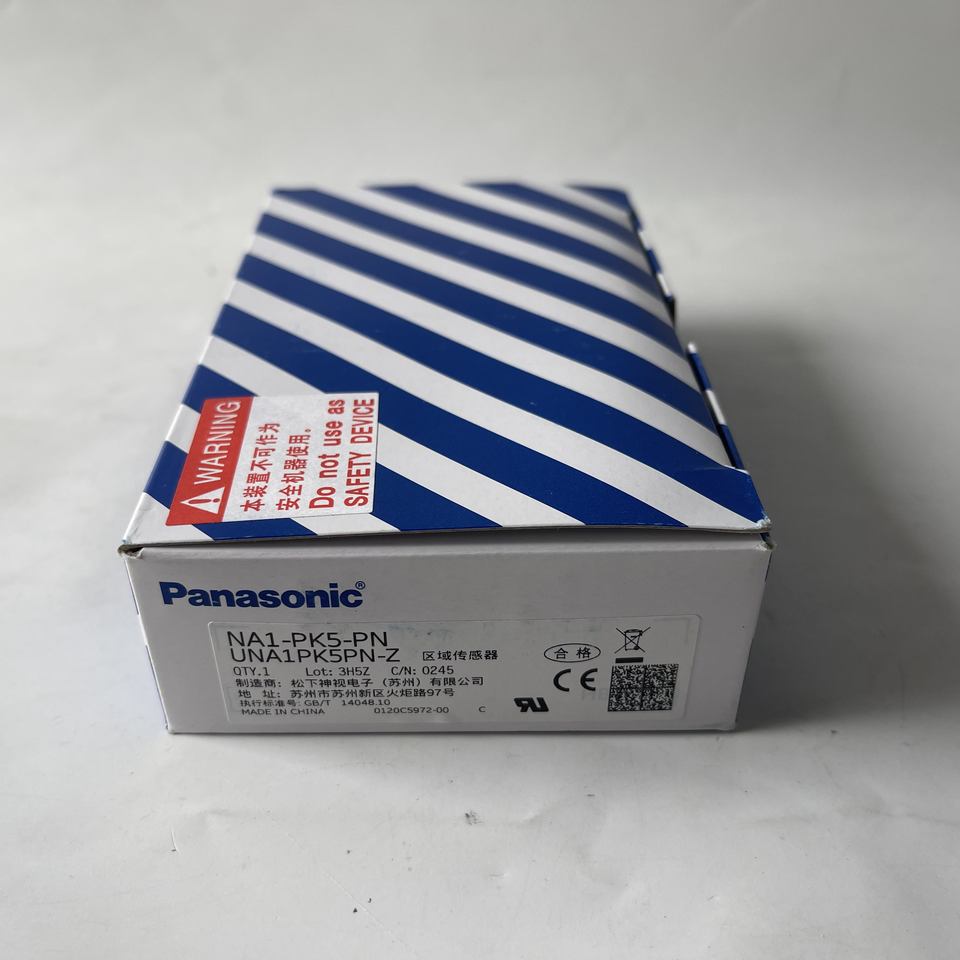 WARNING
本装置不可作为
安全机器使用。
Do not use as
SAFETY DEVICE
Panasonic®
NA1-PK5-PN
UNA1PK5PN-Z 区域传感器
QTY.1 Lot: 3H5Z C/N: 0245
制造商: 松下神视电子 (苏州) 有限公司
地 址: 苏州市苏州新区火炬路97号
执行标准号: GB/T 14048.10
MADE IN CHINA 0120C5972-00 C
合格
CE